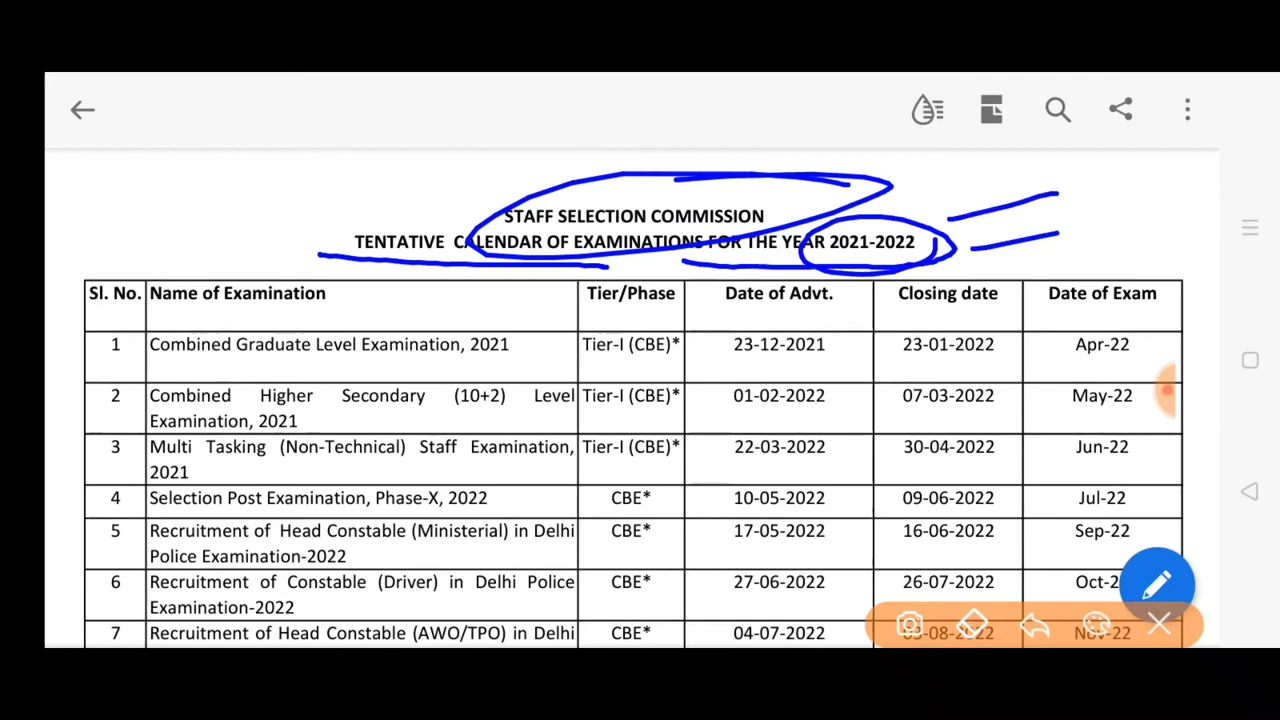 STAFF SELECTION COMMISSION
TENTATIVE CALENDAR OF EXAMINATIONS FOR THE YEAR 2021-2022
Sl. No. Name of Examination Tier/Phase Date of Advt. Closing date Date of Exam
1 Combined Graduate Level Examination, 2021 Tier-I (CBE)* 23-12-2021 23-01-2022 Apr-22
2 Combined Higher Secondary (10+2) Level Tier-I (CBE)* 01-02-2022 07-03-2022 May-22
Examination, 2021
3 Multi Tasking (Non-Technical) Staff Examination, Tier-I (CBE)* 22-03-2022 30-04-2022 Jun-22
2021
4 Selection Post Examination, Phase-X, 2022 CBE* 10-05-2022 09-06-2022 Jul-22
5 Recruitment of Head Constable (Ministerial) in Delhi CBE* 17-05-2022 16-06-2022 Sep-22
Police Examination-2022
6 Recruitment of Constable (Driver) in Delhi Police CBE* 27-06-2022 26-07-2022
Examination-2022
7 Recruitment of Head Constable (AWO/TPO) in Delhi CBE* 04-07-2022 Nov-22